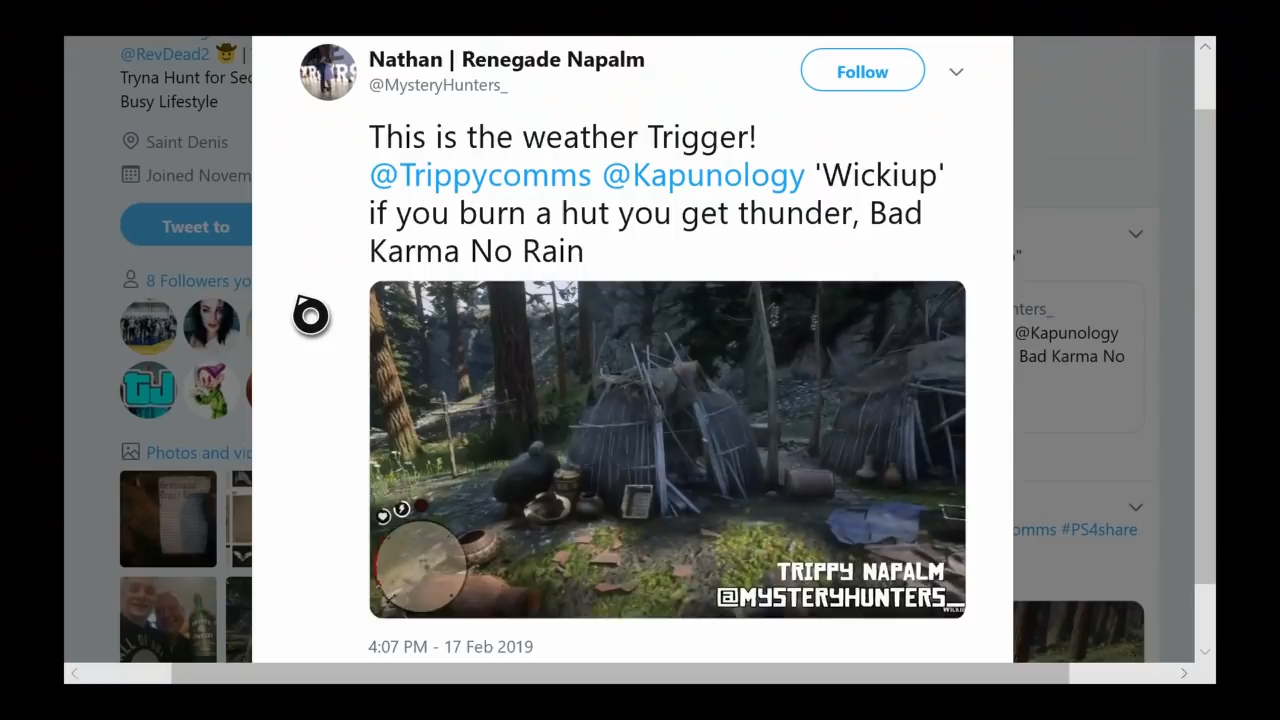 @RevDead2 🤠 |
Tryna Hunt for Sec
Busy Lifestyle
Saint Denis
Joined Novem
Tweet to
8 Followers yo
TJ
Photos and vid
Nathan | Renegade Napalm
@MysteryHunters_
Follow
This is the weather Trigger!
@Trippycomms @Kapunology 'Wickiup'
if you burn a hut you get thunder, Bad
Karma No Rain
TRIPPY NAPALM
@MYSTERYHUNTERS_
4:07 PM - 17 Feb 2019
nters_
@Kapunology
Bad Karma No
omms #PS4share